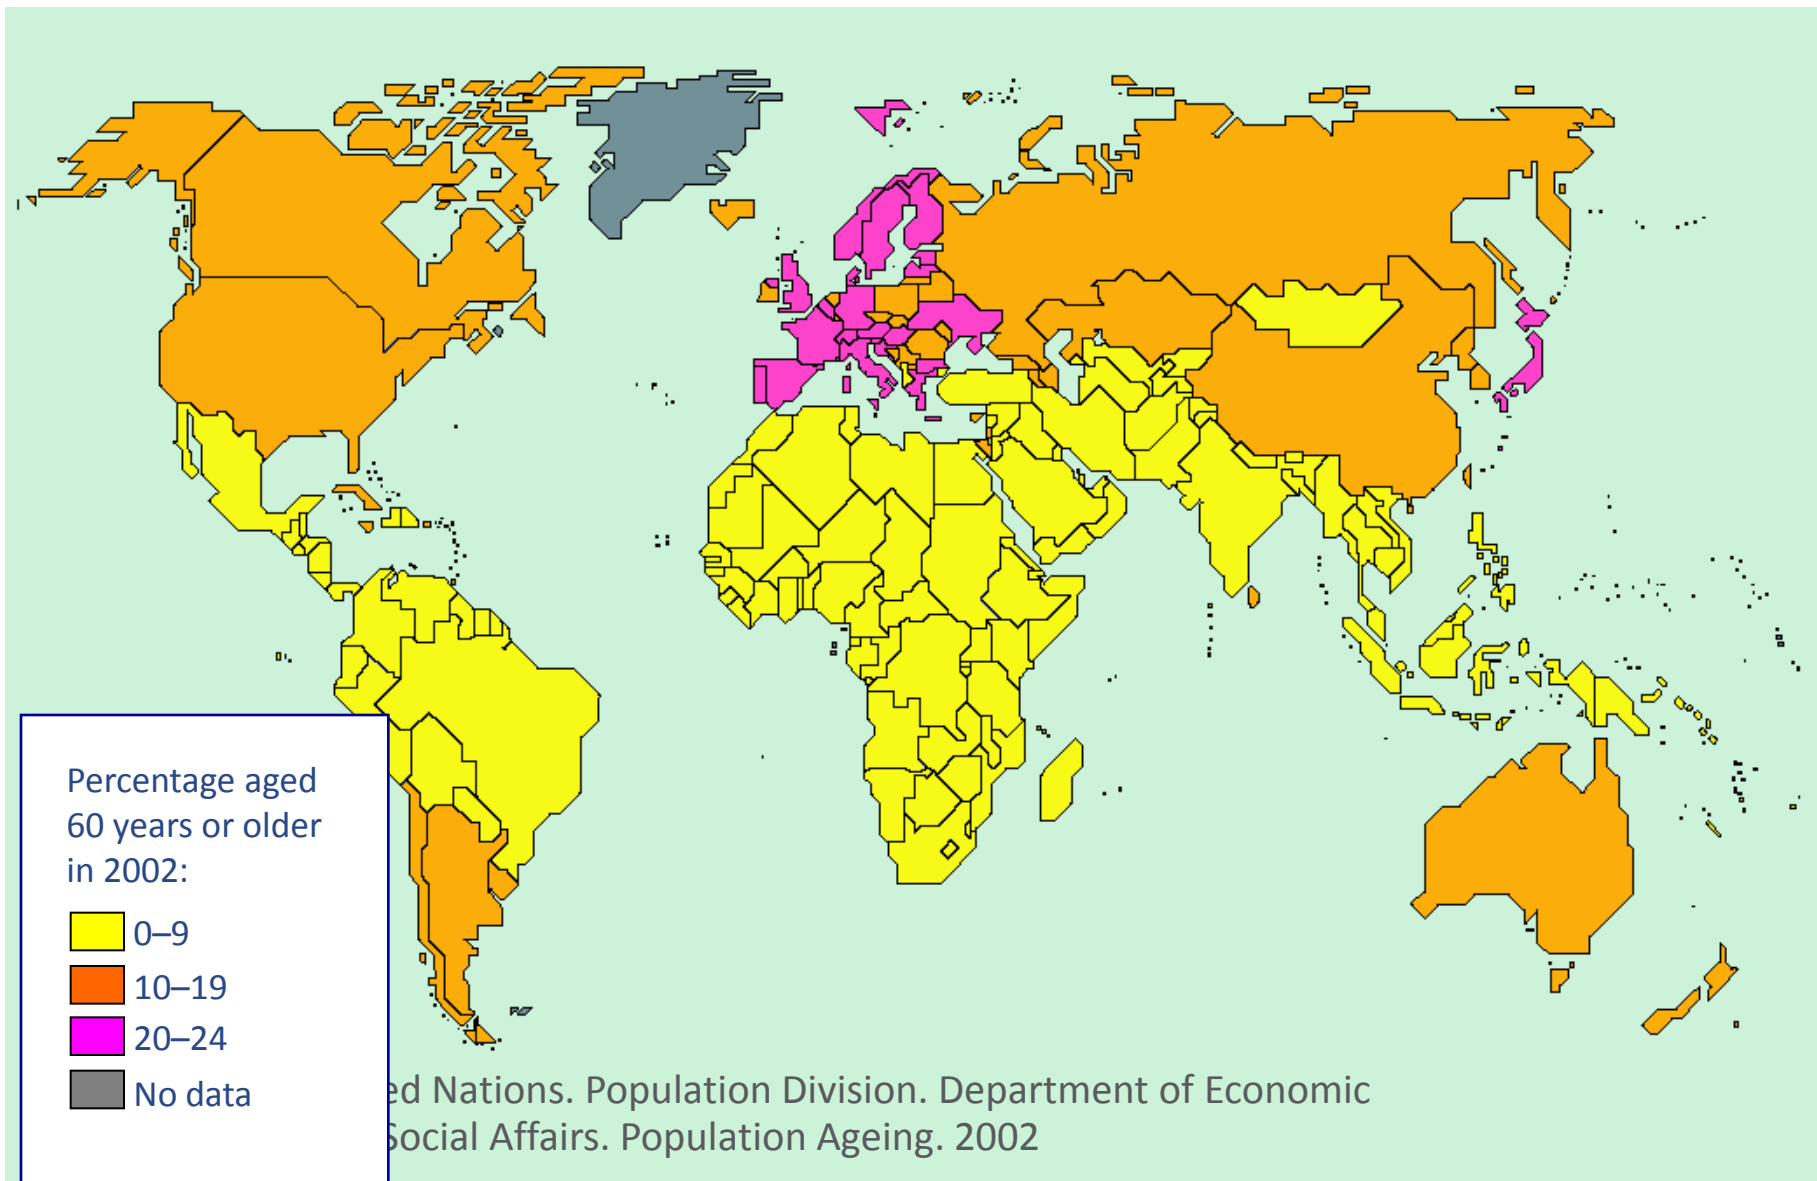 Percentage aged
60 years or older
in 2002:
0–9
10–19
20–24
No data
ed Nations. Population Division. Department of Economic
Social Affairs. Population Ageing. 2002